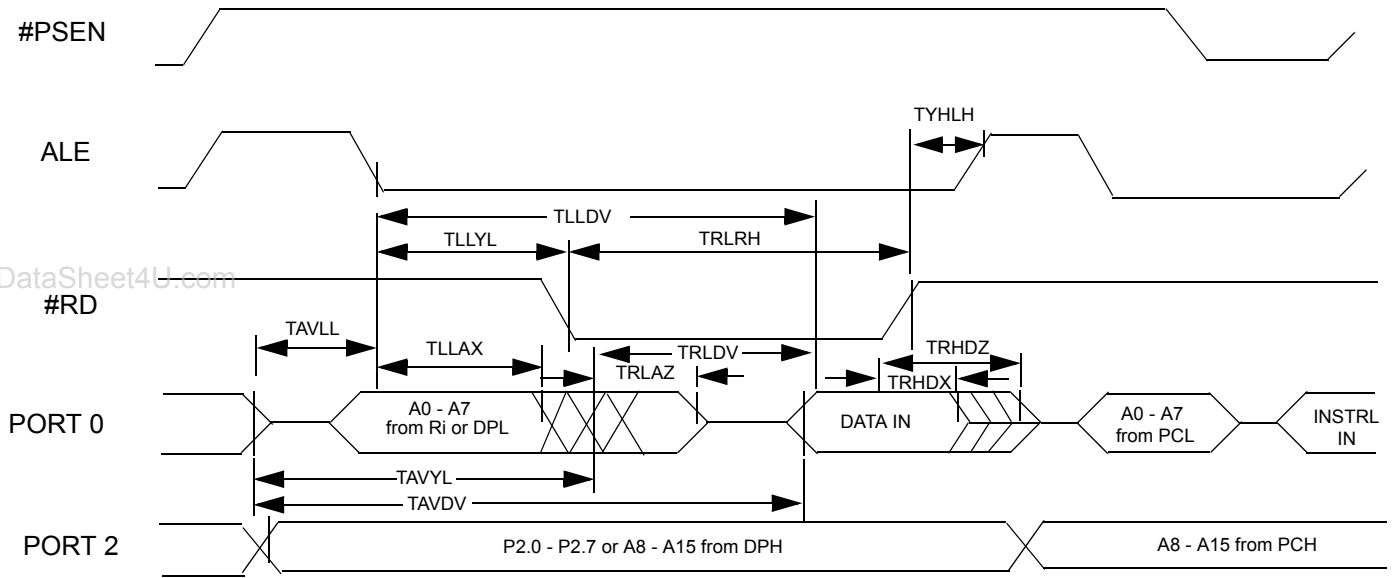 #PSEN
TYHLH
ALE
TLLDV
TLLYL
TRLRH
DataSheet4U.com
#RD
TAVLL
TLLAX
TRLDV
TRHDZ
TRLAZ
TRHDX
PORT 0
A0 - A7
from Ri or DPL
DATA IN
A0 - A7
from PCL
INSTRL
IN
TAVYL
TAVDV
PORT 2
P2.0 - P2.7 or A8 - A15 from DPH
A8 - A15 from PCH